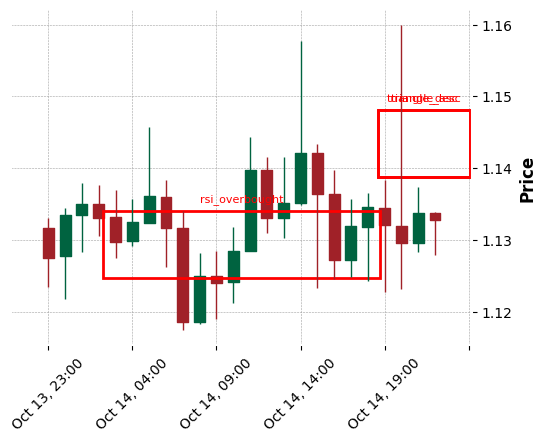 1.16
1.15
1.14
1.13
1.12
Price
rsi_overbought
Oct 13, 23:00
Oct 14, 04:00
Oct 14, 09:00
Oct 14, 14:00
Oct 14, 19:00